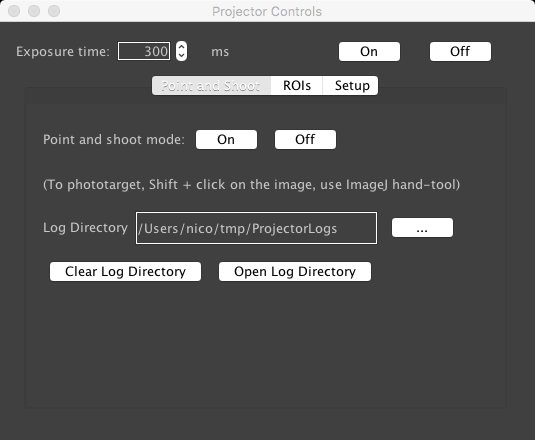 Projector Controls
Exposure time: 300 ms On Off
Point and Shoot ROIs Setup
Point and shoot mode: On Off
(To phototarget, Shift + click on the image, use ImageJ hand-tool)
Log Directory /Users/nico/tmp/ProjectorLogs ...
Clear Log Directory Open Log Directory